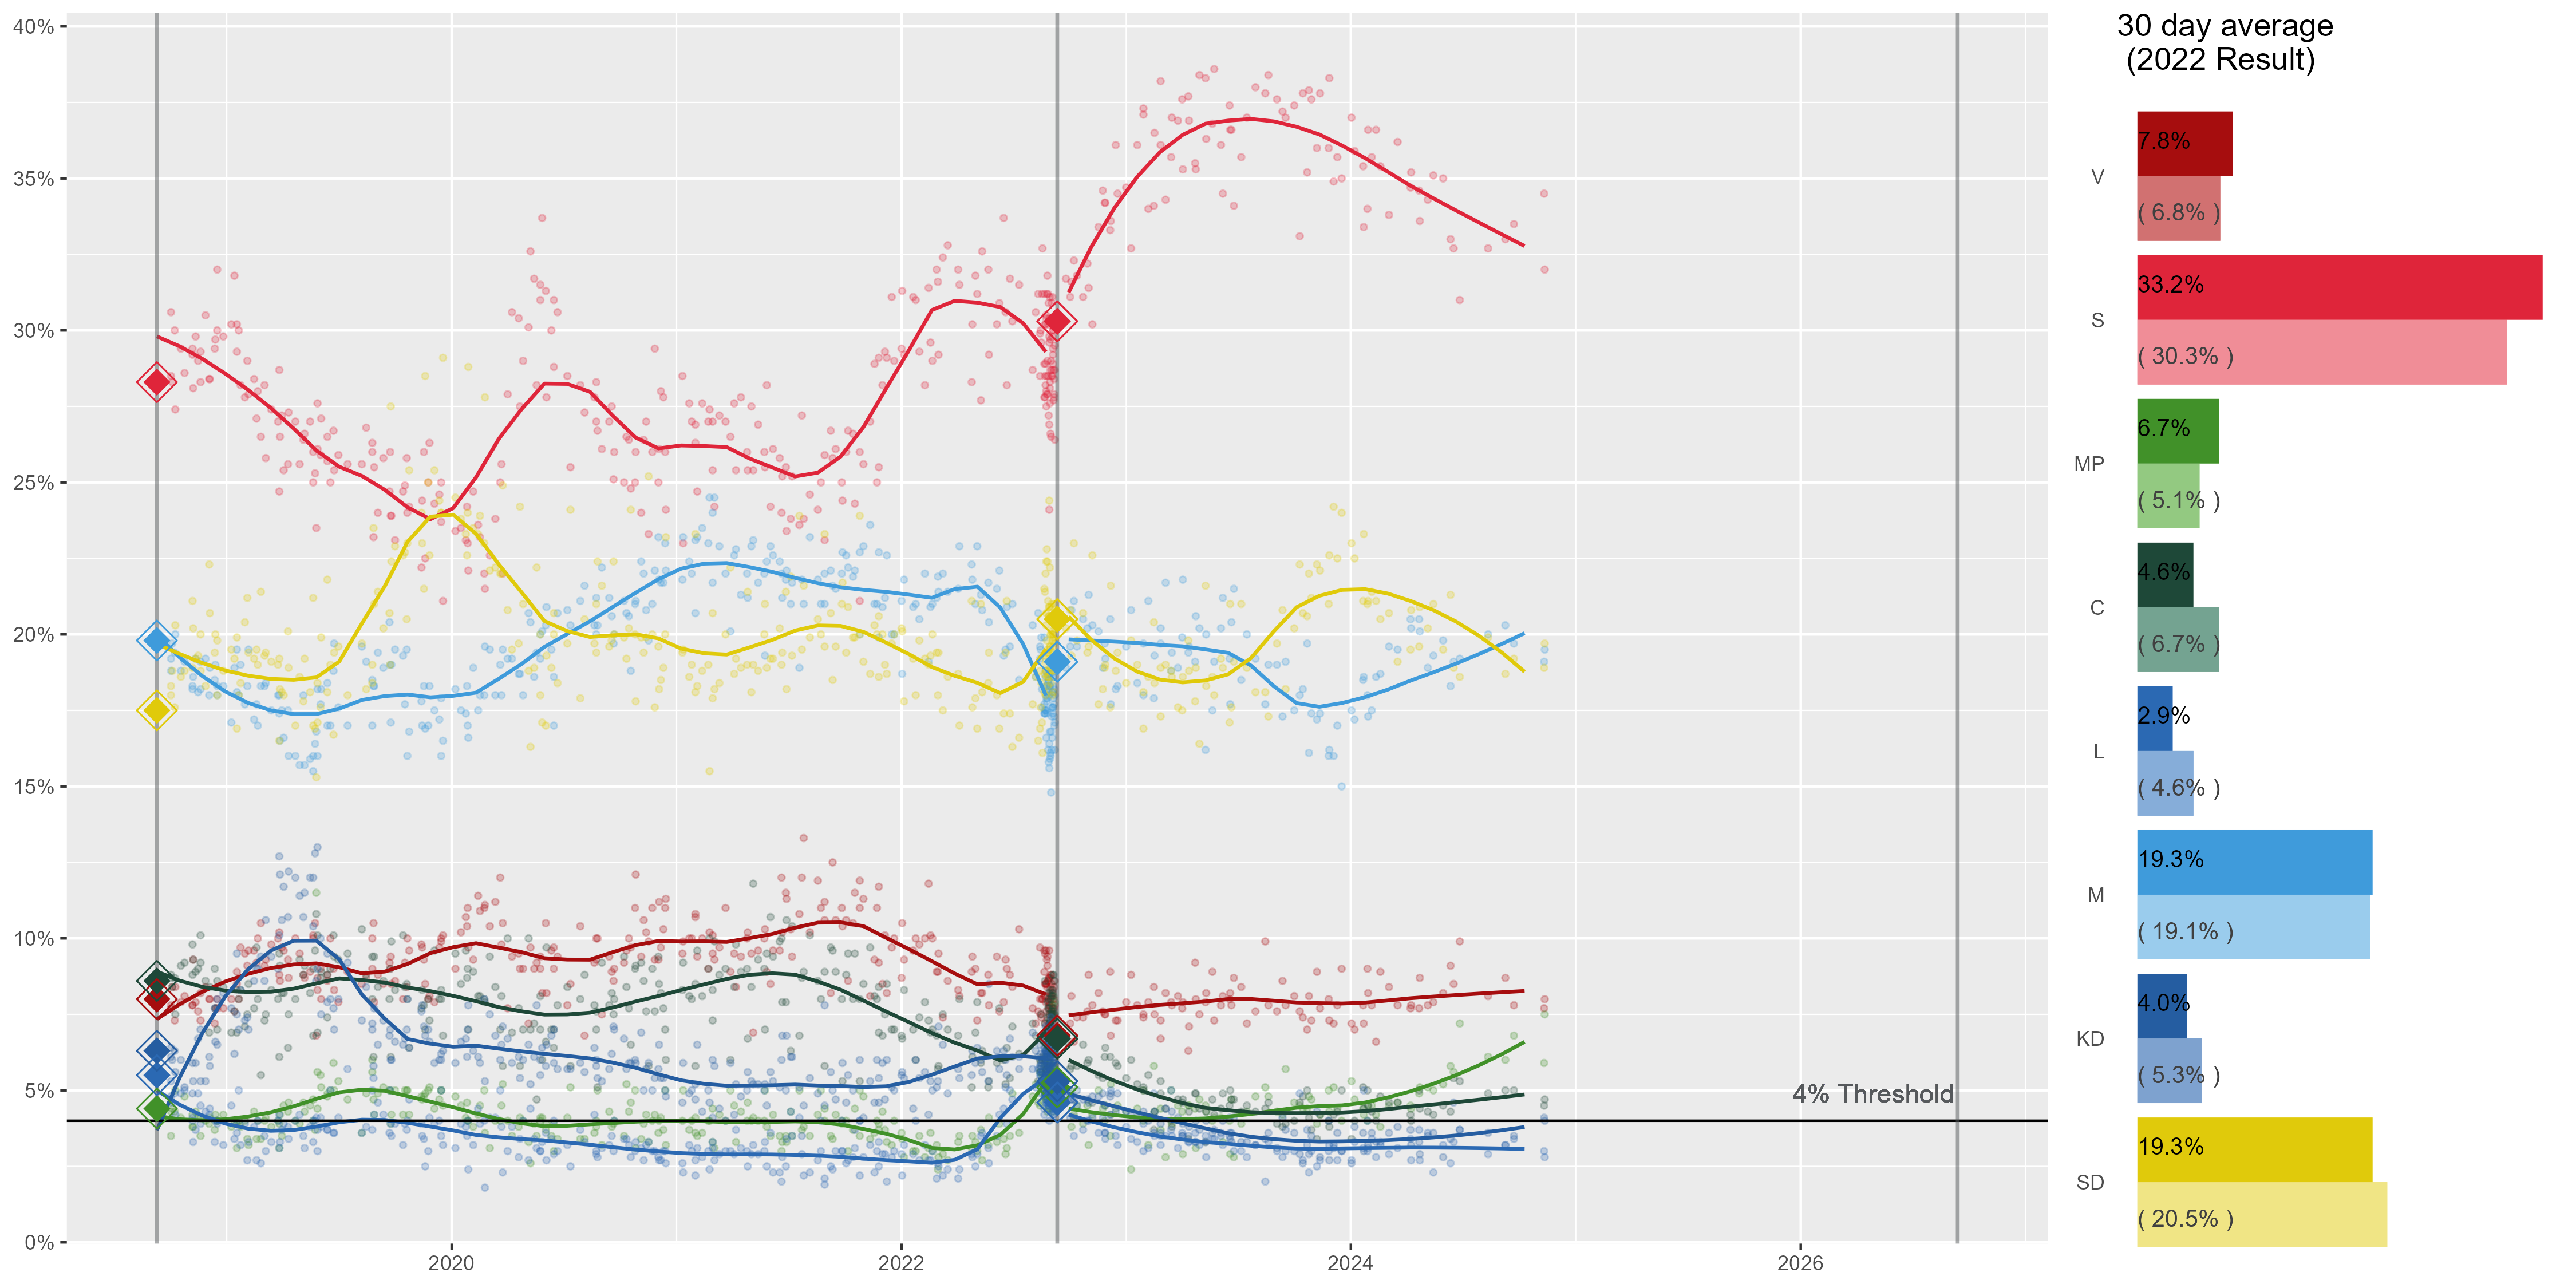 40%
35%
30%
25%
20%
15%
10%
5%
0%
2020
2022
2024
2026
4% Threshold
30 day average
(2022 Result)
V
7.8%
( 6.8% )
S
33.2%
( 30.3% )
MP
6.7%
( 5.1% )
C
4.6%
( 6.7% )
L
2.9%
( 4.6% )
M
19.3%
( 19.1% )
KD
4.0%
( 5.3% )
SD
19.3%
( 20.5% )